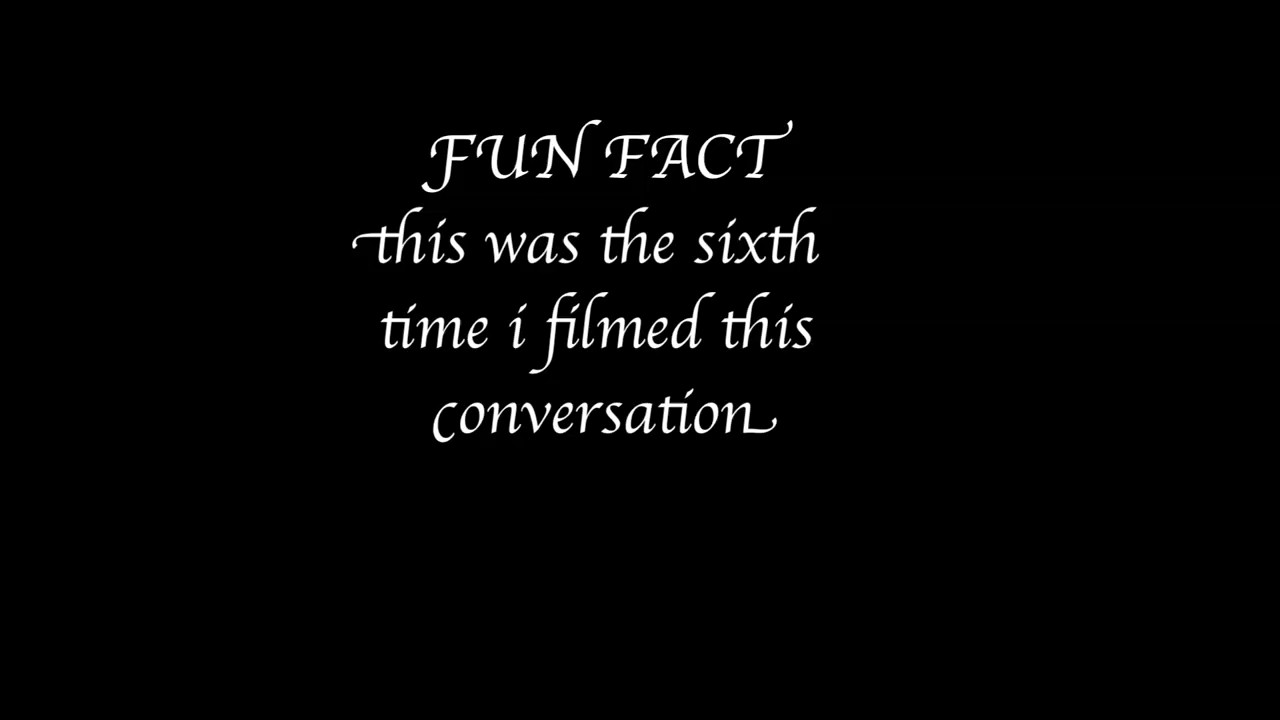 FUN FACT
this was the sixth
time i filmed this
conversation